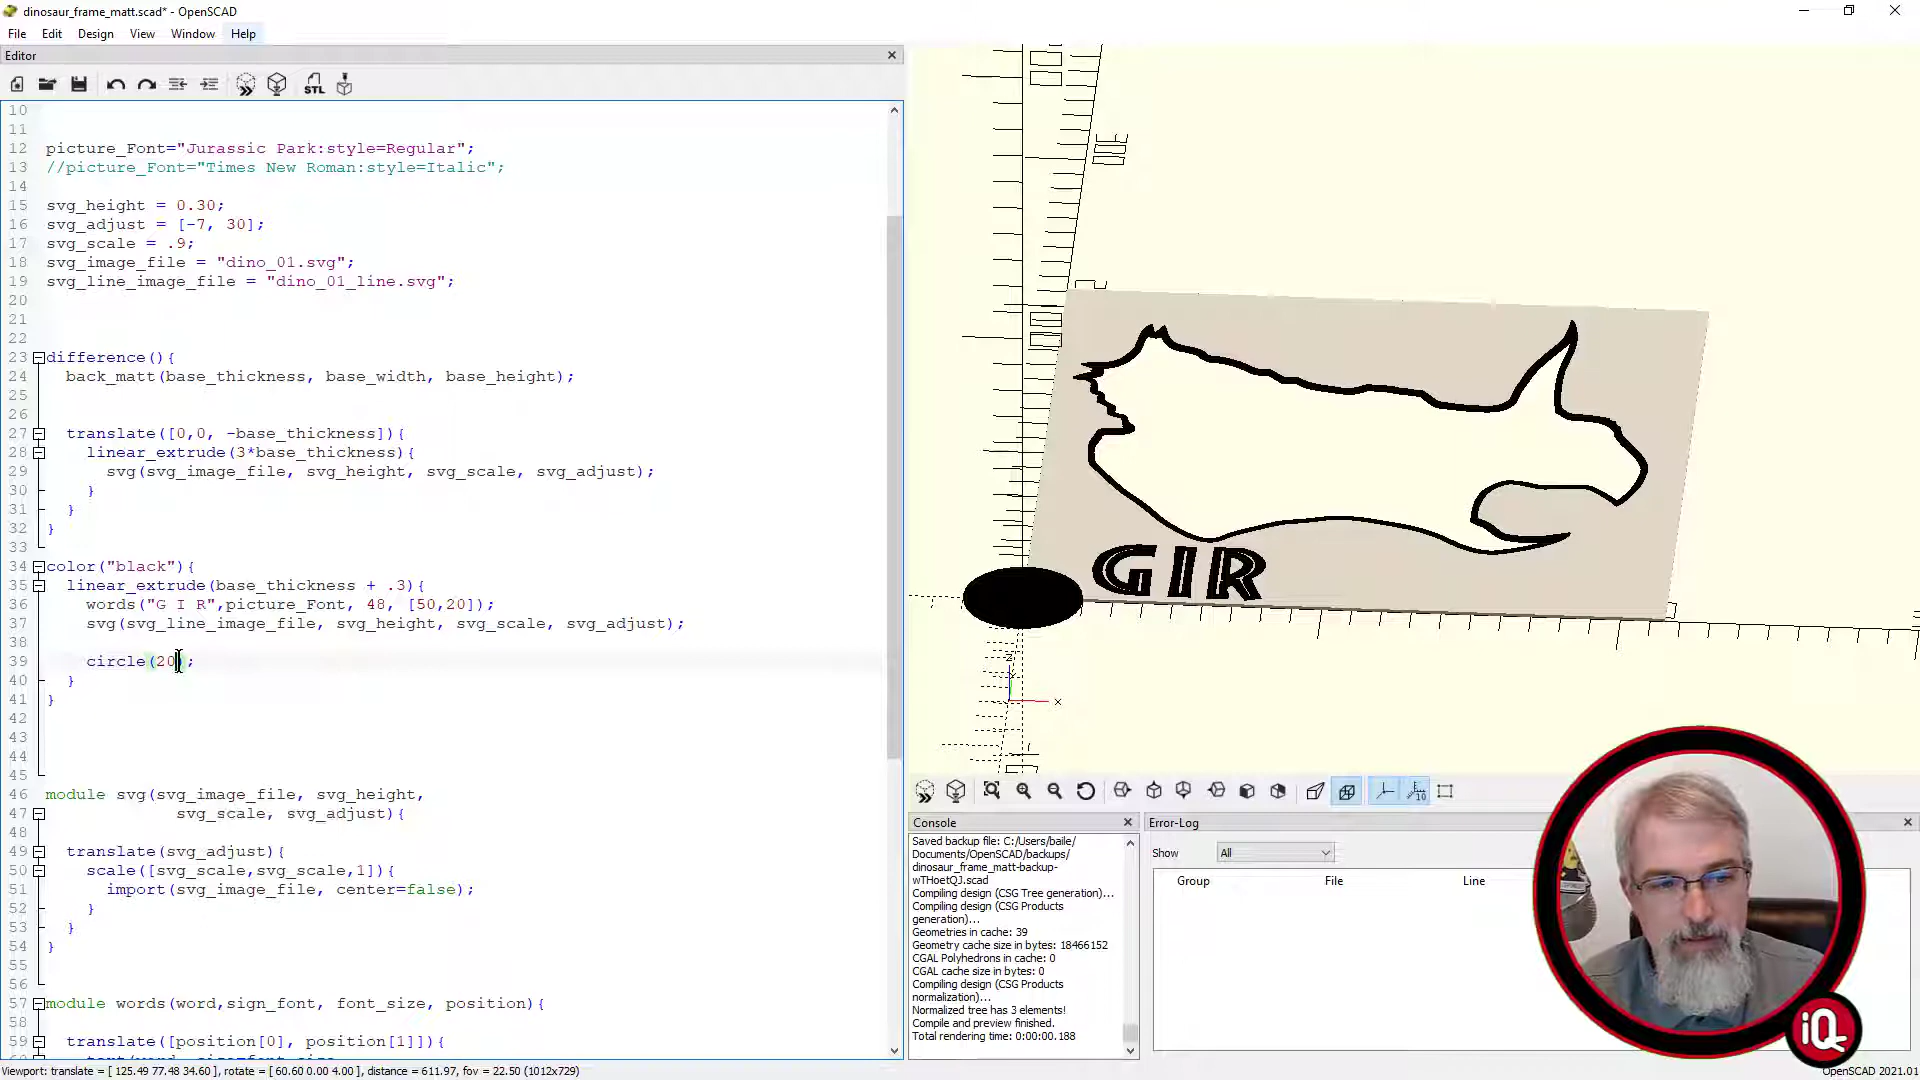 dinosaur_frame_matt.scad* - OpenSCAD
File Edit Design View Window Help
Editor
STL
10
11
12 picture_Font="Jurassic Park:style=Regular";
13 //picture_Font="Times New Roman:style=Italic";
14
15 svg_height = 0.30;
16 svg_adjust = [-7, 30];
17 svg_scale = .9;
18 svg_image_file = "dino_01.svg";
19 svg_line_image_file = "dino_01_line.svg";
20
21
22
23 difference(){
24 back_matt(base_thickness, base_width, base_height);
25
26
27 translate([0,0, -base_thickness]){
28 linear_extrude(3*base_thickness){
29 svg(svg_image_file, svg_height, svg_scale, svg_adjust);
30 }
31 }
32 }
33
34 color("black"){
35 linear_extrude(base_thickness + .3){
36 words("G I R",picture_Font, 48, [50,20]);
37 svg(svg_line_image_file, svg_height, svg_scale, svg_adjust);
38
39 circle(20);
40 }
41 }
42
43
44
45
46 module svg(svg_image_file, svg_height,
47 svg_scale, svg_adjust){
48
49 translate(svg_adjust){
50 scale([svg_scale,svg_scale,1]){
51 import(svg_image_file, center=false);
52 }
53 }
54 }
55
56
57 module words(word,sign_font, font_size, position){
58
59 translate([position[0], position[1]]){
GIR
z
x
10
Console
Saved backup file: C:/Users/baile/
Documents/OpenSCAD/backups/
dinosaur_frame_matt-backup-
wTHoetQJ.scad
Compiling design (CSG Tree generation)...
Compiling design (CSG Products
generation)...
Geometries in cache: 39
Geometry cache size in bytes: 18466152
CGAL Polyhedrons in cache: 0
CGAL cache size in bytes: 0
Compiling design (CSG Products
normalization)...
Normalized tree has 3 elements!
Compile and preview finished.
Total rendering time: 0:00:00.188
Error-Log
Show All
Group File Line
iQ
Viewport: translate = [ 125.49 77.48 34.60 ], rotate = [ 60.60 0.00 4.00 ], distance = 611.97, fov = 22.50 (1012x729)
OpenSCAD 2021.01